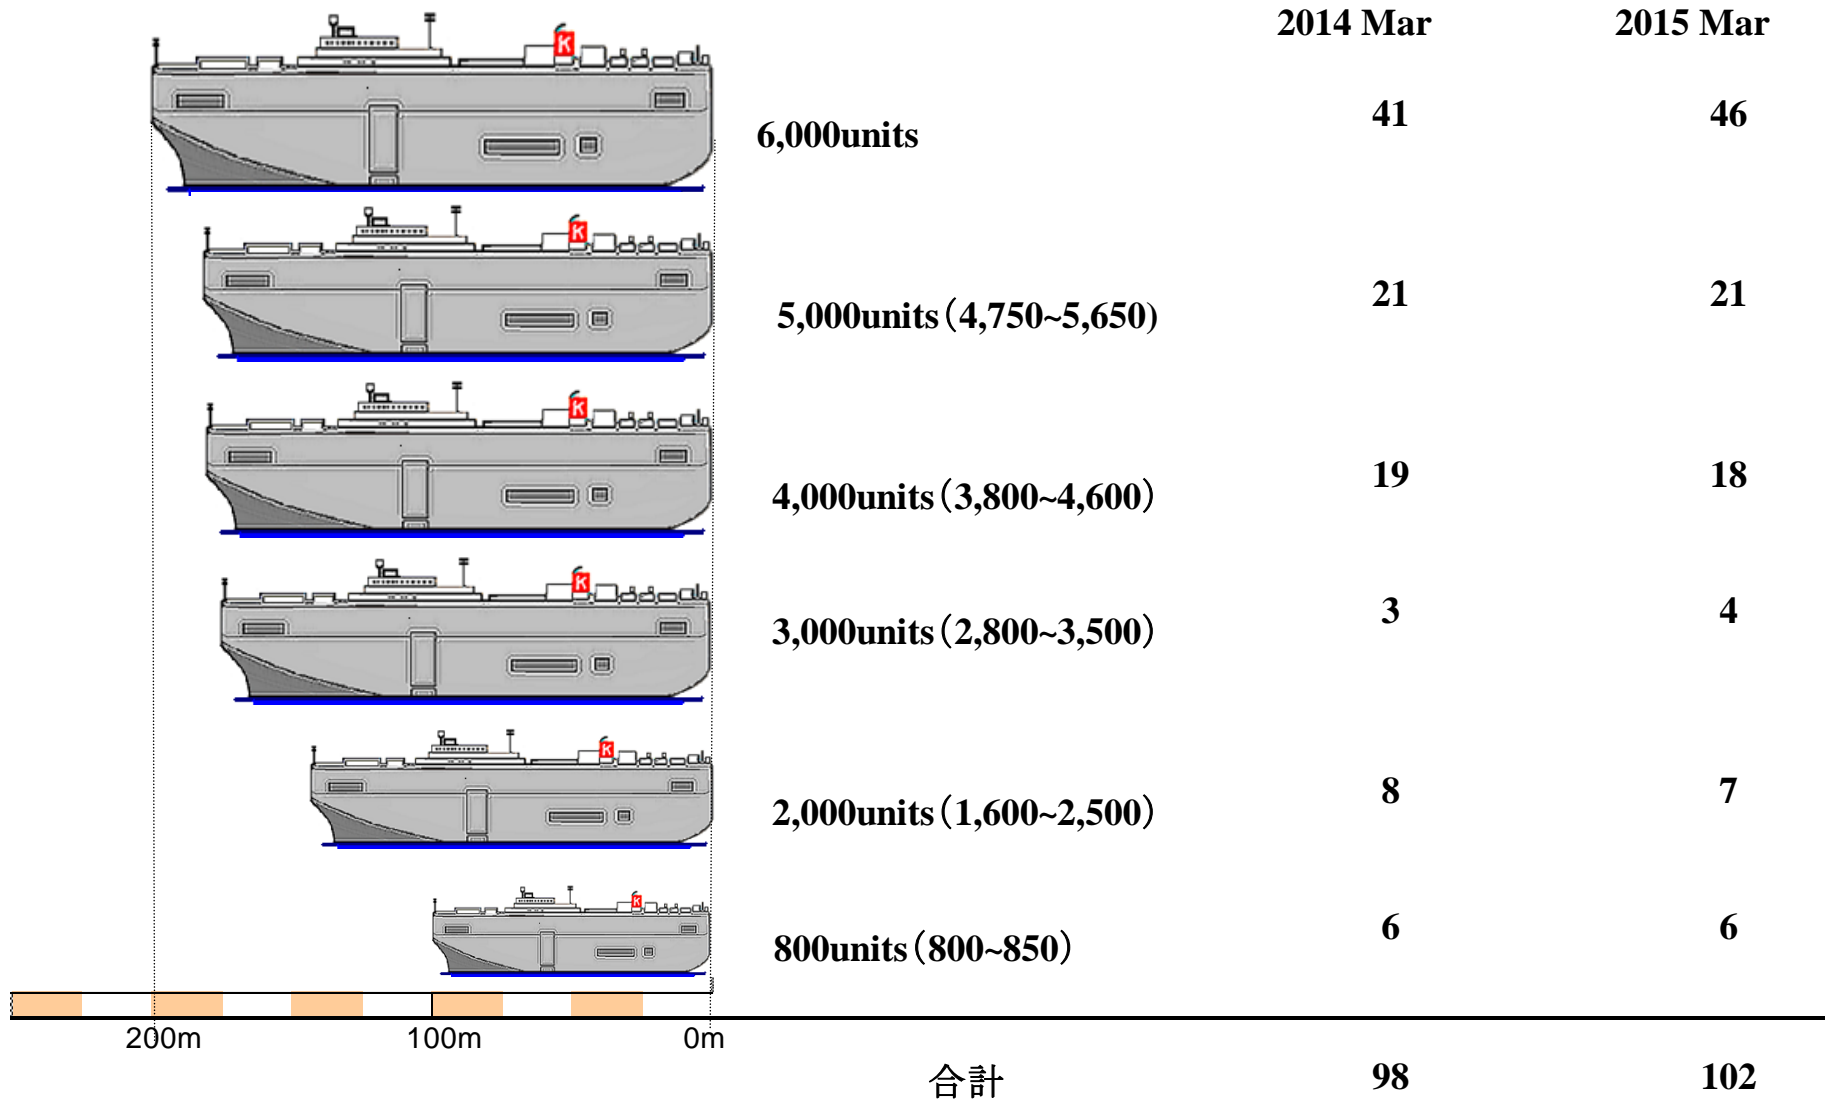 2014 Mar 2015 Mar
K
6,000units 41 46
K
5,000units（4,750~5,650) 21 21
K
4,000units（3,800~4,600） 19 18
K
3,000units（2,800~3,500） 3 4
K
2,000units（1,600~2,500） 8 7
K
800units（800~850） 6 6
200m 100m 0m
合計 98 102